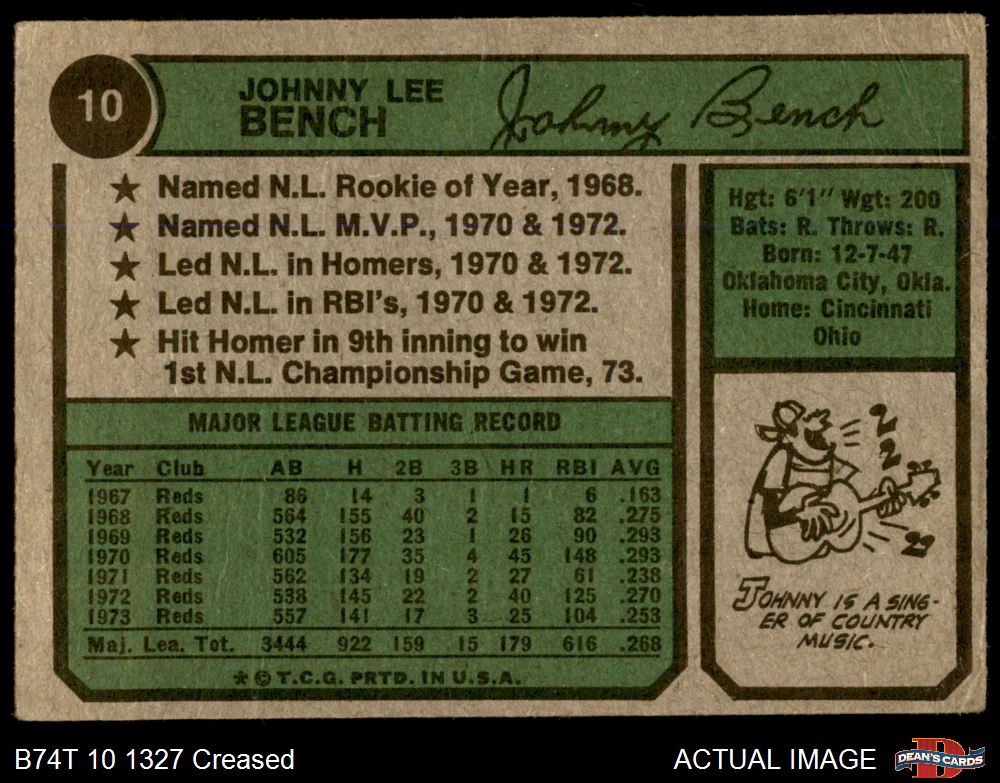 10
JOHNNY LEE
BENCH
Johnny Bench
★ Named N.L. Rookie of Year, 1968.
★ Named N.L. M.V.P., 1970 & 1972.
★ Led N.L. in Homers, 1970 & 1972.
★ Led N.L. in RBI's, 1970 & 1972.
★ Hit Homer in 9th inning to win
1st N.L. Championship Game, 73.
Hgt: 6'1" Wgt: 200
Bats: R. Throws: R.
Born: 12-7-47
Oklahoma City, Okla.
Home: Cincinnati
Ohio
MAJOR LEAGUE BATTING RECORD
Year Club AB H 2B 3B HR RBI AVG
1967 Reds 86 14 3 1 1 6 .163
1968 Reds 564 155 40 2 15 82 .275
1969 Reds 532 156 23 1 26 90 .293
1970 Reds 605 177 35 4 45 148 .293
1971 Reds 562 134 19 2 27 61 .238
1972 Reds 538 145 22 2 40 125 .270
1973 Reds 557 141 17 3 25 104 .253
Maj. Lea. Tot. 3444 922 159 15 179 616 .268
★ © T.C.G. PRTD. IN U.S.A.
JOHNNY IS A SING-
ER OF COUNTRY
MUSIC.
B74T 10 1327 Creased
ACTUAL IMAGE
D
DEAN'S CARDS